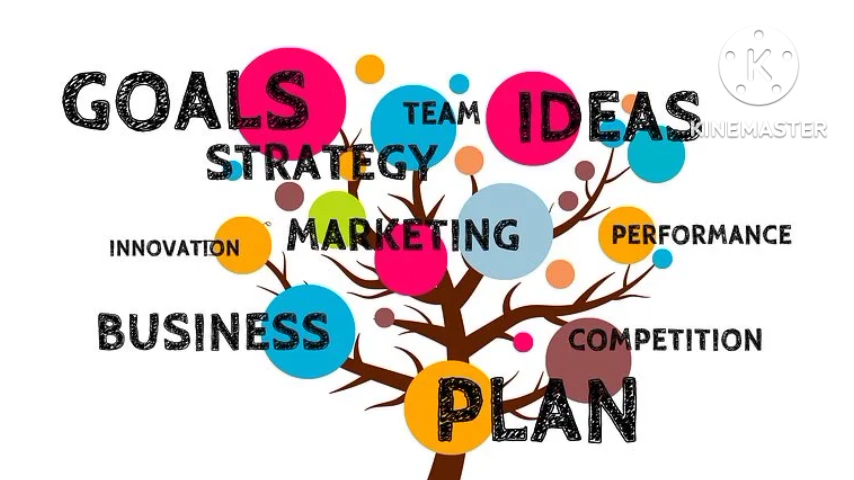 GOALS
TEAM
IDEAS
K
KINEMASTER
STRATEGY
MARKETING
INNOVATION
PERFORMANCE
BUSINESS
COMPETITION
PLAN